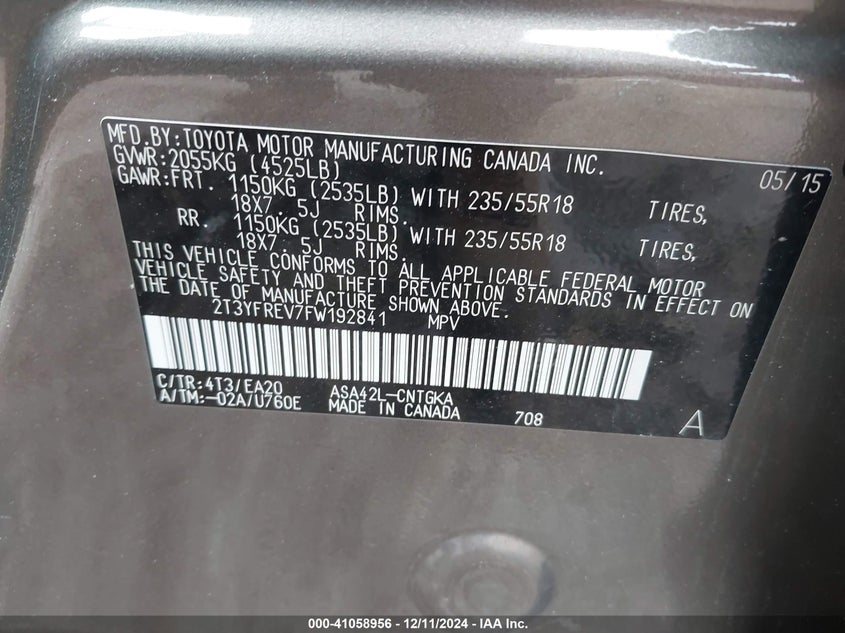 MFD.BY:TOYOTA MOTOR MANUFACTURING CANADA INC. 05/15
GVWR:2055KG (4525LB)
GAWR:FRT. 1150KG (2535LB) WITH 235/55R18 TIRES,
18X7.5J RIMS.
RR. 1150KG (2535LB) WITH 235/55R18 TIRES,
18X7.5J RIMS.
THIS VEHICLE CONFORMS TO ALL APPLICABLE FEDERAL MOTOR
VEHICLE SAFETY AND THEFT PREVENTION STANDARDS IN EFFECT ON
THE DATE OF MANUFACTURE SHOWN ABOVE.
2T3YFREV7FW192841 MPV
C/TR:4T3/EA20 ASA42L-CNTGKA
A/TM:-02A/U760E MADE IN CANADA 708 A
000-41058956 - 12/11/2024 - IAA Inc.